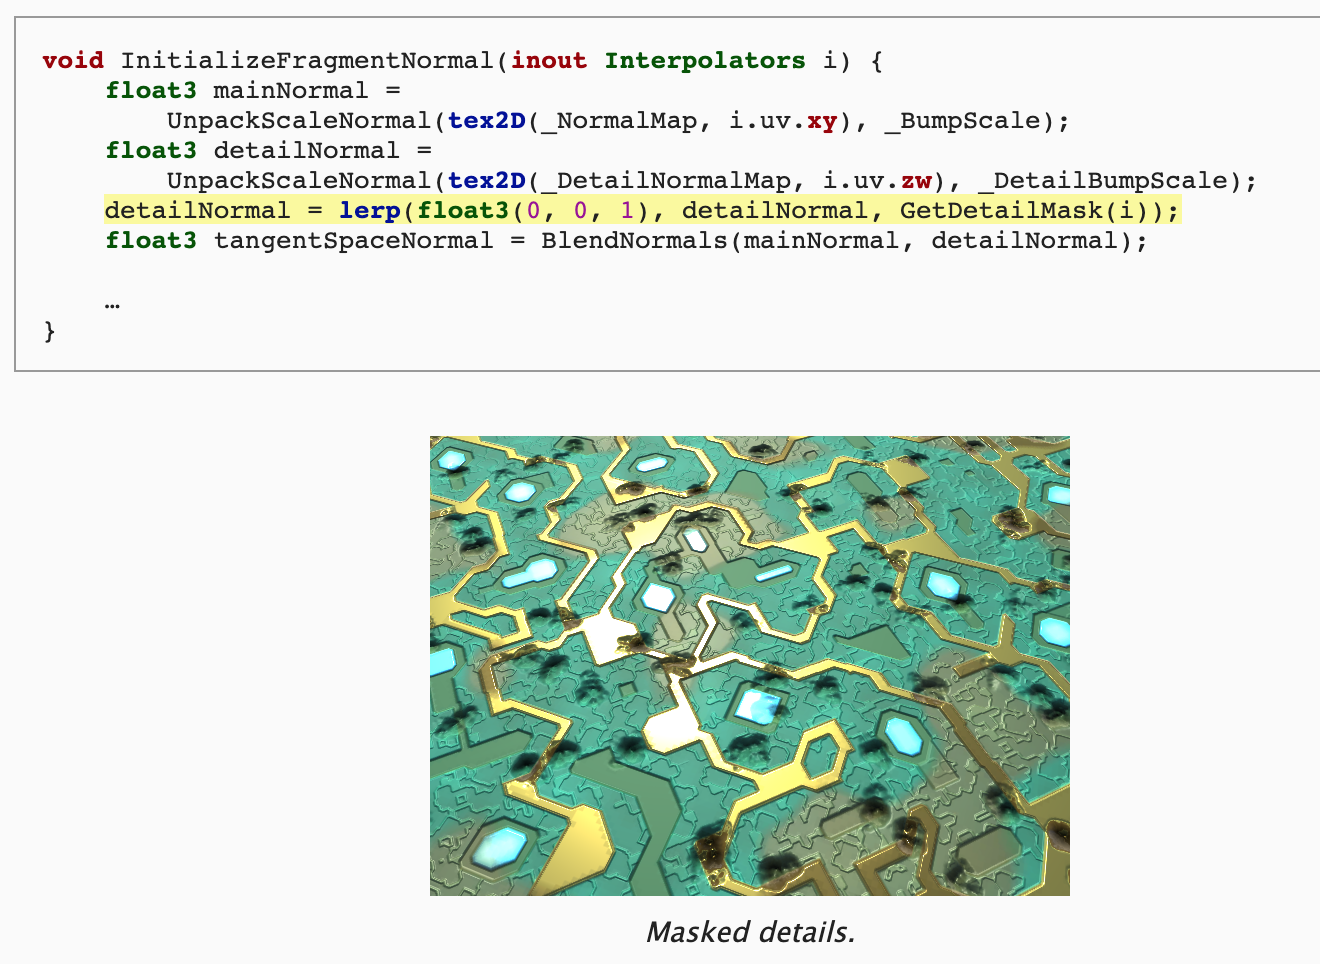 void InitializeFragmentNormal(inout Interpolators i) {
    float3 mainNormal =
        UnpackScaleNormal(tex2D(_NormalMap, i.uv.xy), _BumpScale);
    float3 detailNormal =
        UnpackScaleNormal(tex2D(_DetailNormalMap, i.uv.zw), _DetailBumpScale);
    detailNormal = lerp(float3(0, 0, 1), detailNormal, GetDetailMask(i));
    float3 tangentSpaceNormal = BlendNormals(mainNormal, detailNormal);
    …
}
Masked details.